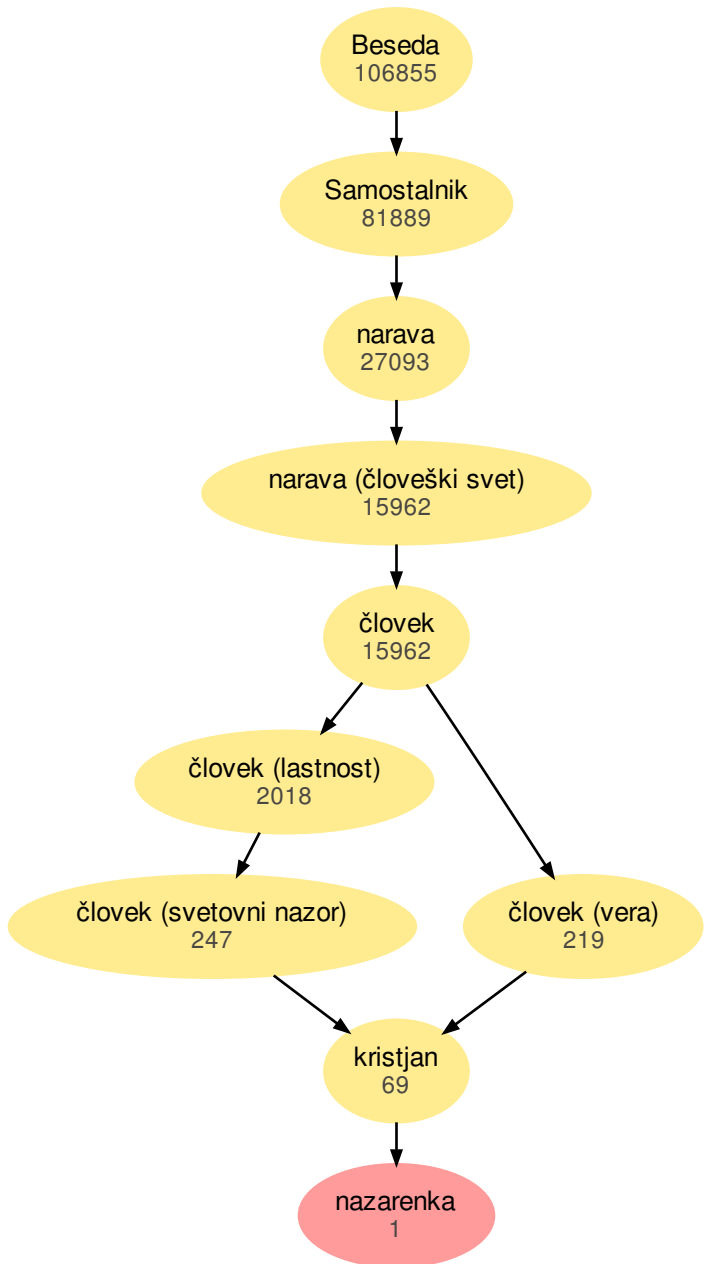 Beseda
106855
Samostalnik
81889
narava
27093
narava (človeški svet)
15962
človek
15962
človek (lastnost)
2018
človek (svetovni nazor)
247
človek (vera)
219
kristjan
69
nazarenka
1